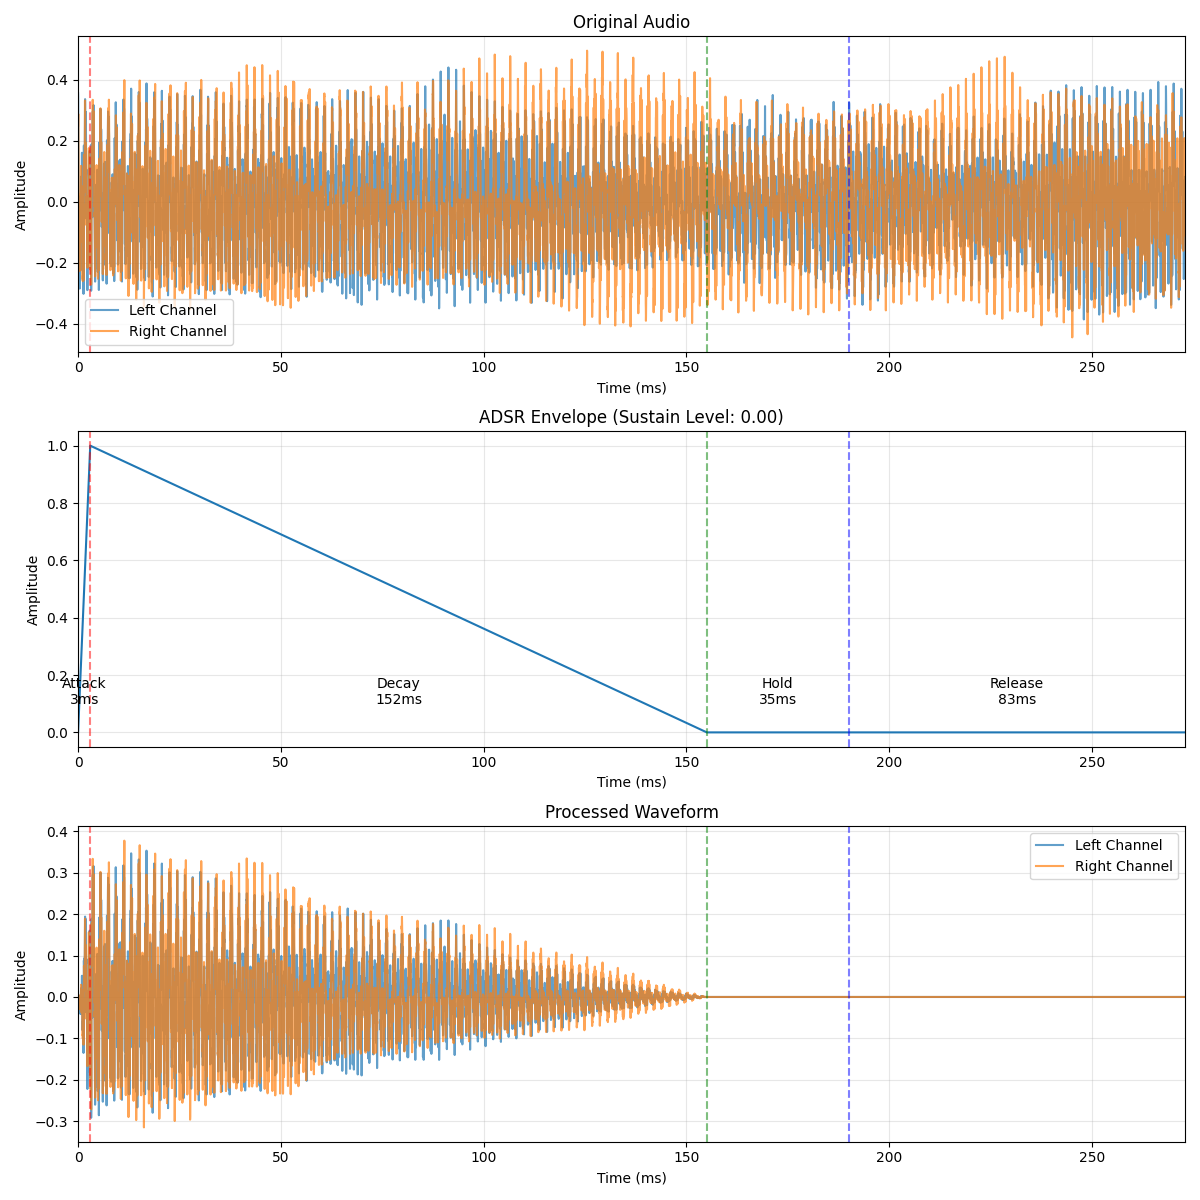 Original Audio
Amplitude
0.4
0.2
0.0
−0.2
−0.4
Left Channel
Right Channel
0 50 100 150 200 250
Time (ms)
ADSR Envelope (Sustain Level: 0.00)
Amplitude
1.0
0.8
0.6
0.4
0.2
0.0
Attack
3ms
Decay
152ms
Hold
35ms
Release
83ms
0 50 100 150 200 250
Time (ms)
Processed Waveform
Amplitude
0.4
0.3
0.2
0.1
0.0
−0.1
−0.2
−0.3
Left Channel
Right Channel
0 50 100 150 200 250
Time (ms)